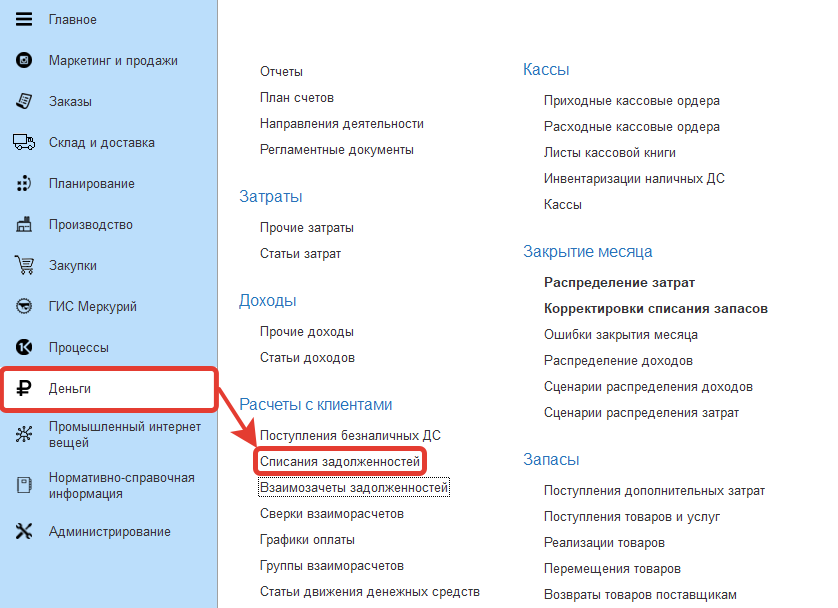 Главное
Маркетинг и продажи
Заказы
Склад и доставка
Планирование
Производство
Закупки
ГИС Меркурий
Процессы
Деньги
Промышленный интернет
вещей
Нормативно-справочная
информация
Администрирование
Отчеты
План счетов
Направления деятельности
Регламентные документы
Затраты
Прочие затраты
Статьи затрат
Доходы
Прочие доходы
Статьи доходов
Расчеты с клиентами
Поступления безналичных ДС
Списания задолженностей
Взаимозачеты задолженностей
Сверки взаиморасчетов
Графики оплаты
Группы взаиморасчетов
Статьи движения денежных средств
Кассы
Приходные кассовые ордера
Расходные кассовые ордера
Листы кассовой книги
Инвентаризации наличных ДС
Кассы
Закрытие месяца
Распределение затрат
Корректировки списания запасов
Ошибки закрытия месяца
Распределение доходов
Сценарии распределения доходов
Сценарии распределения затрат
Запасы
Поступления дополнительных затрат
Поступления товаров и услуг
Реализации товаров
Перемещения товаров
Возвраты товаров поставщикам